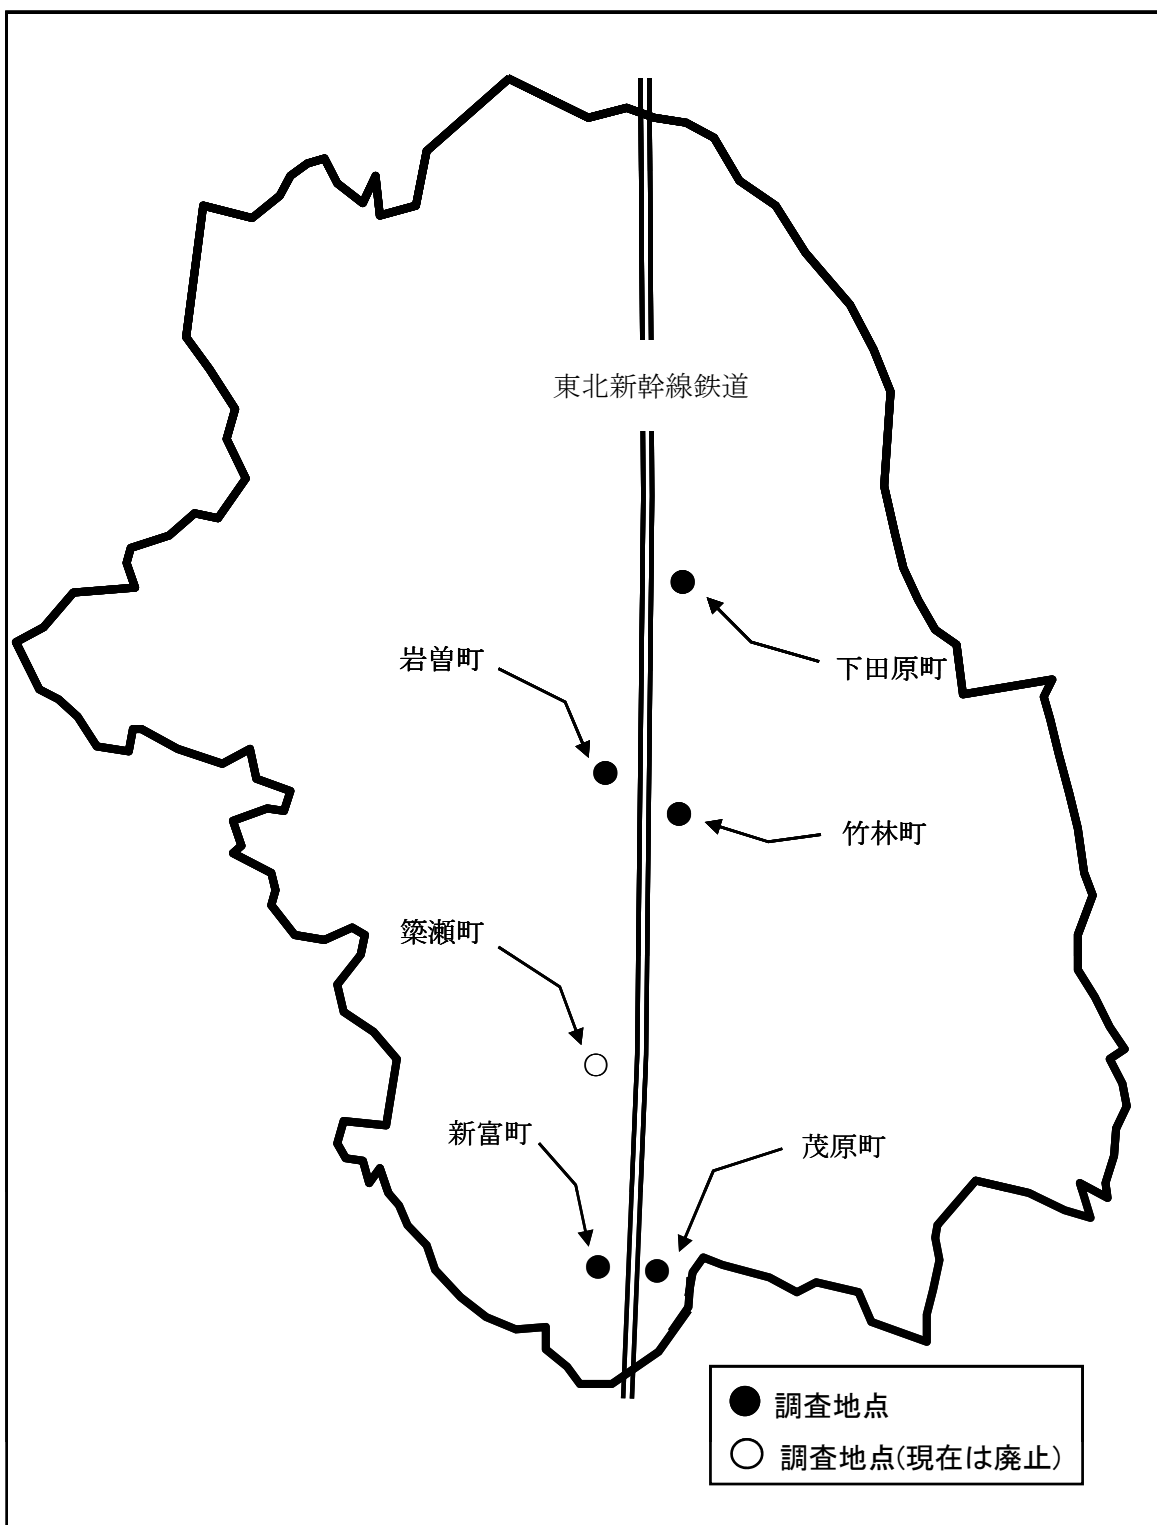 東北新幹線鉄道
岩曽町
下田原町
竹林町
簗瀬町
新富町
茂原町
調査地点
調査地点(現在は廃止)